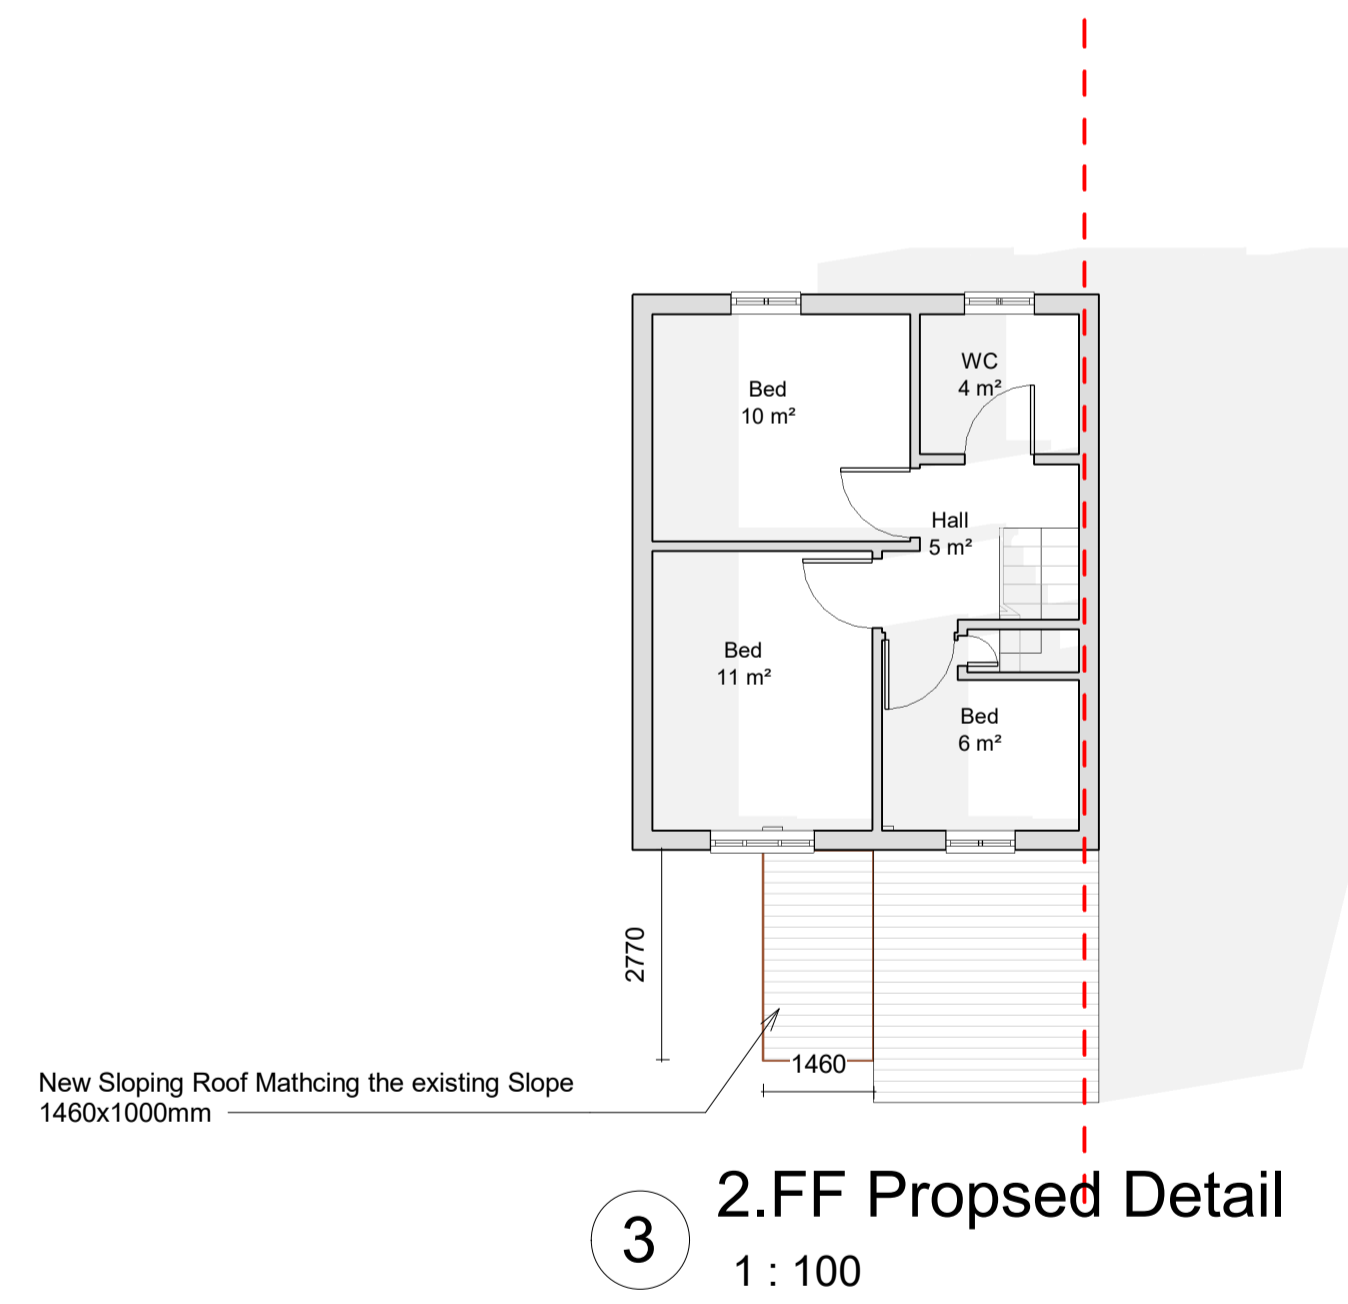 WC
4 m²
Bed
10 m²
Hall
5 m²
Bed
11 m²
Bed
6 m²
2770
1460
New Sloping Roof Mathcing the existing Slope
1460x1000mm
3
2.FF Propsed Detail
1 : 100